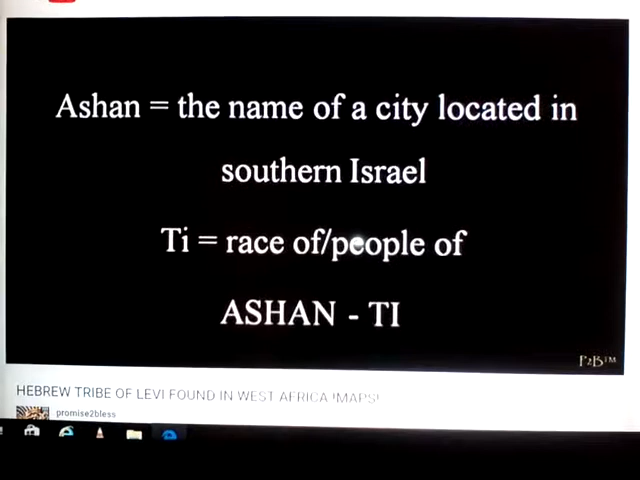 Ashan = the name of a city located in
southern Israel
Ti = race of/people of
ASHAN - TI
P2B™
HEBREW TRIBE OF LEVI FOUND IN WEST AFRICA !MAPS!
promise2bless